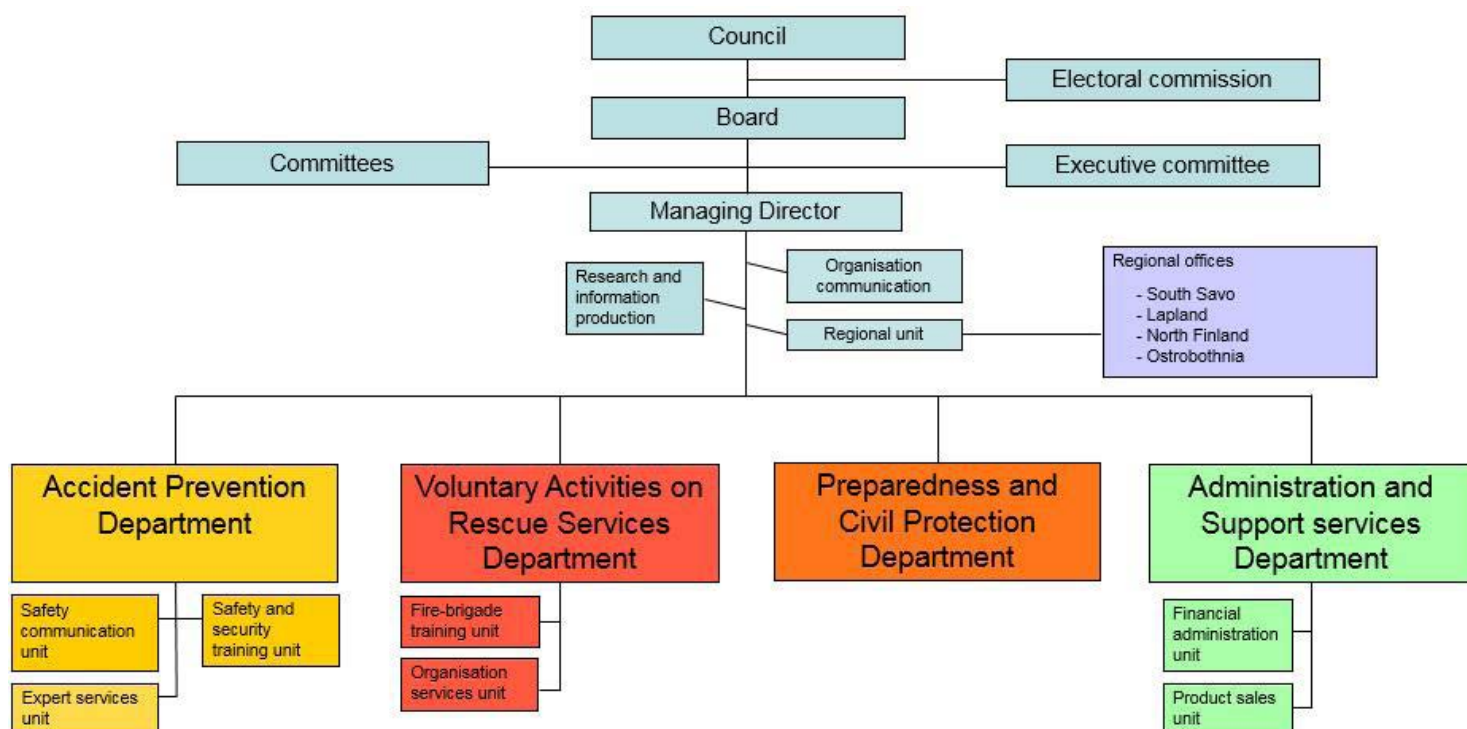 Council
Electoral commission
Board
Committees
Executive committee
Managing Director
Research and
information
production
Organisation
communication
Regional unit
Regional offices
- South Savo
- Lapland
- North Finland
- Ostrobothnia
Accident Prevention
Department
Voluntary Activities on
Rescue Services
Department
Preparedness and
Civil Protection
Department
Administration and
Support services
Department
Safety
communication
unit
Safety and
security
training unit
Expert services
unit
Fire-brigade
training unit
Organisation
services unit
Financial
administration
unit
Product sales
unit